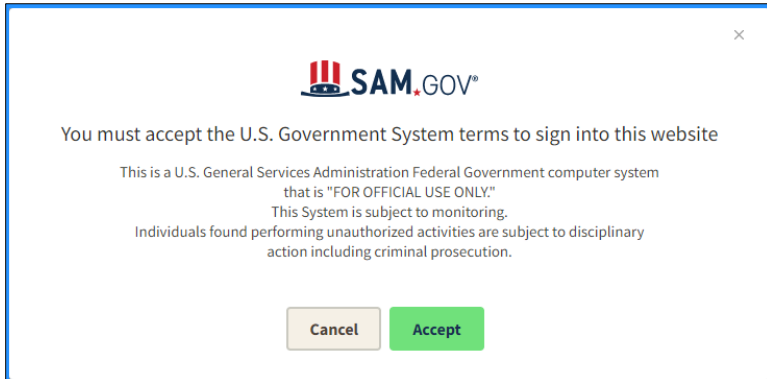 ×
SAM.GOV®
You must accept the U.S. Government System terms to sign into this website
This is a U.S. General Services Administration Federal Government computer system
that is "FOR OFFICIAL USE ONLY."
This System is subject to monitoring.
Individuals found performing unauthorized activities are subject to disciplinary
action including criminal prosecution.
Cancel Accept